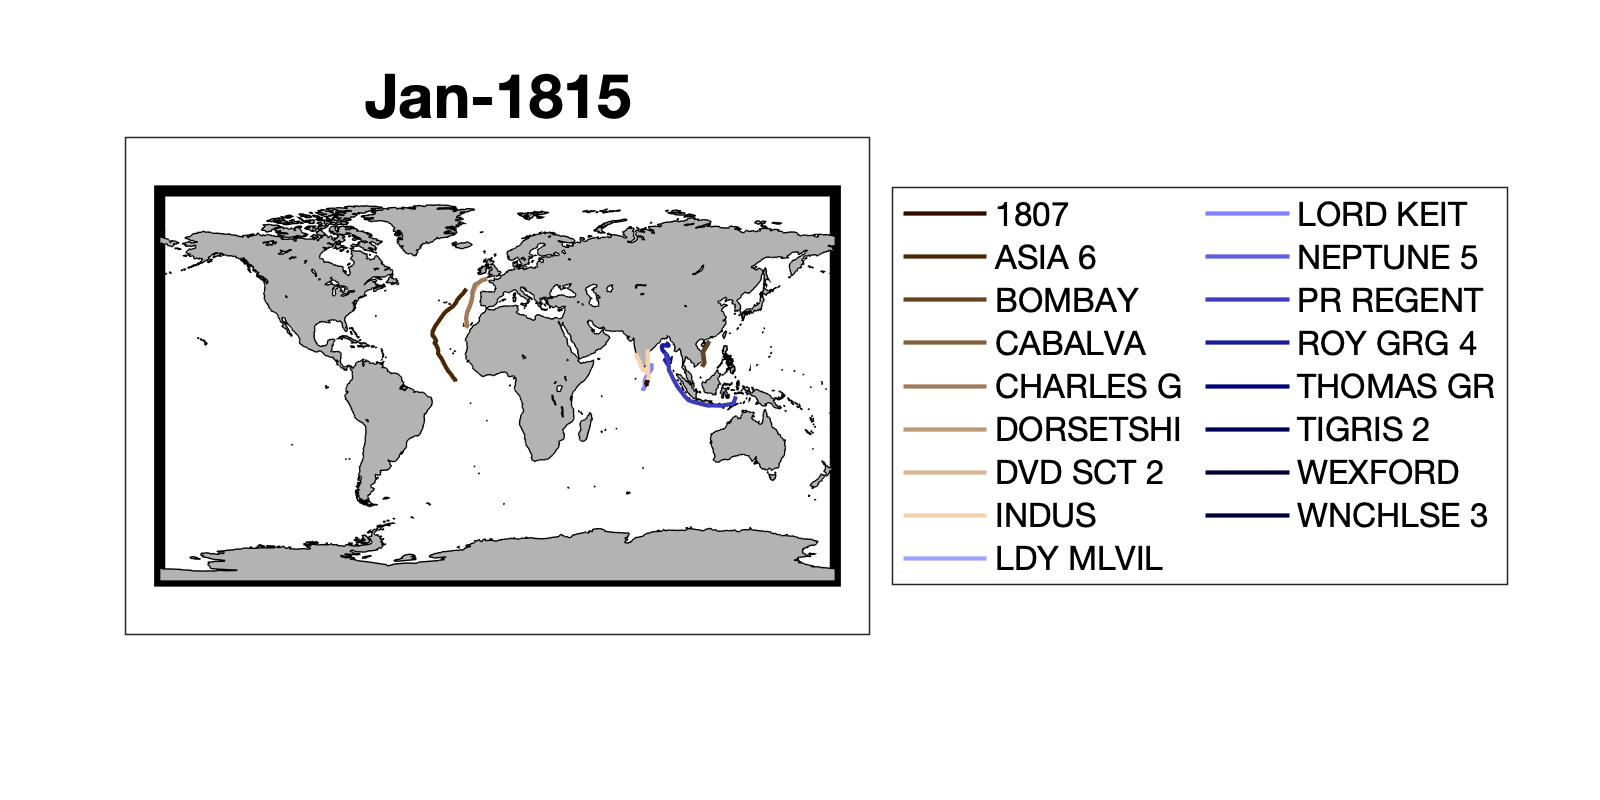 Jan-1815
1807
ASIA 6
BOMBAY
CABALVA
CHARLES G
DORSETSHI
DVD SCT 2
INDUS
LDY MLVIL
LORD KEIT
NEPTUNE 5
PR REGENT
ROY GRG 4
THOMAS GR
TIGRIS 2
WEXFORD
WNCHLSE 3